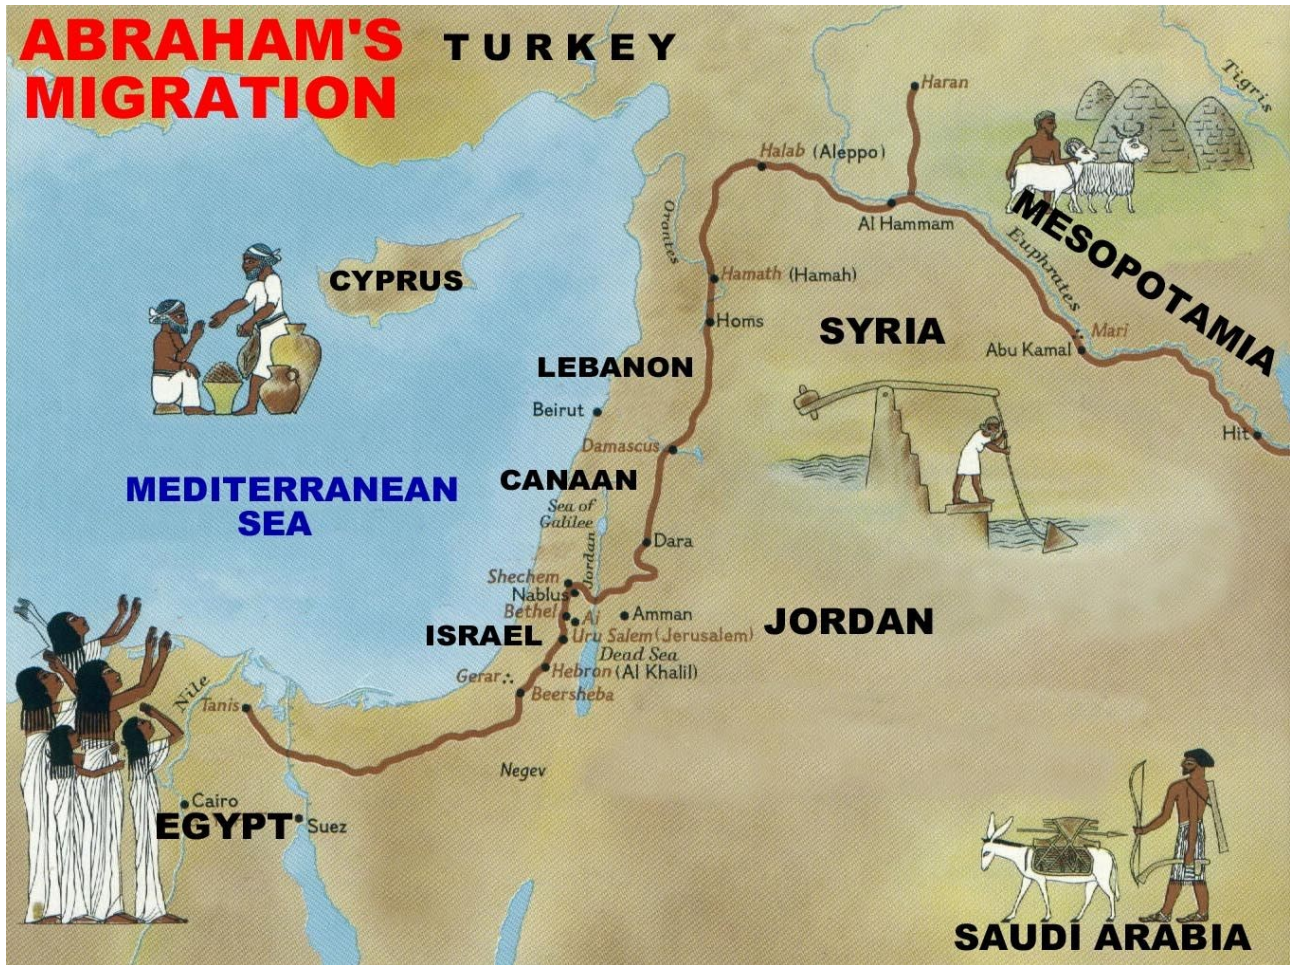 ABRAHAM'S
MIGRATION
TURKEY
Tigris
Haran
Halab (Aleppo)
Al Hammam
MESOPOTAMIA
Euphrates
Orontes
CYPRUS
Hamath (Hamah)
Homs
SYRIA
Mari
Abu Kamal
LEBANON
Beirut
Hit
Damascus
CANAAN
MEDITERRANEAN
SEA
Sea of
Galilee
Jordan
Dara
Shechem
Nablus
Bethel
Ai
Amman
JORDAN
ISRAEL
Uru Salem (Jerusalem)
Dead Sea
Gerar
Hebron (Al Khalil)
Beersheba
Nile
Tanis
Negev
Cairo
EGYPT
Suez
SAUDI ARABIA